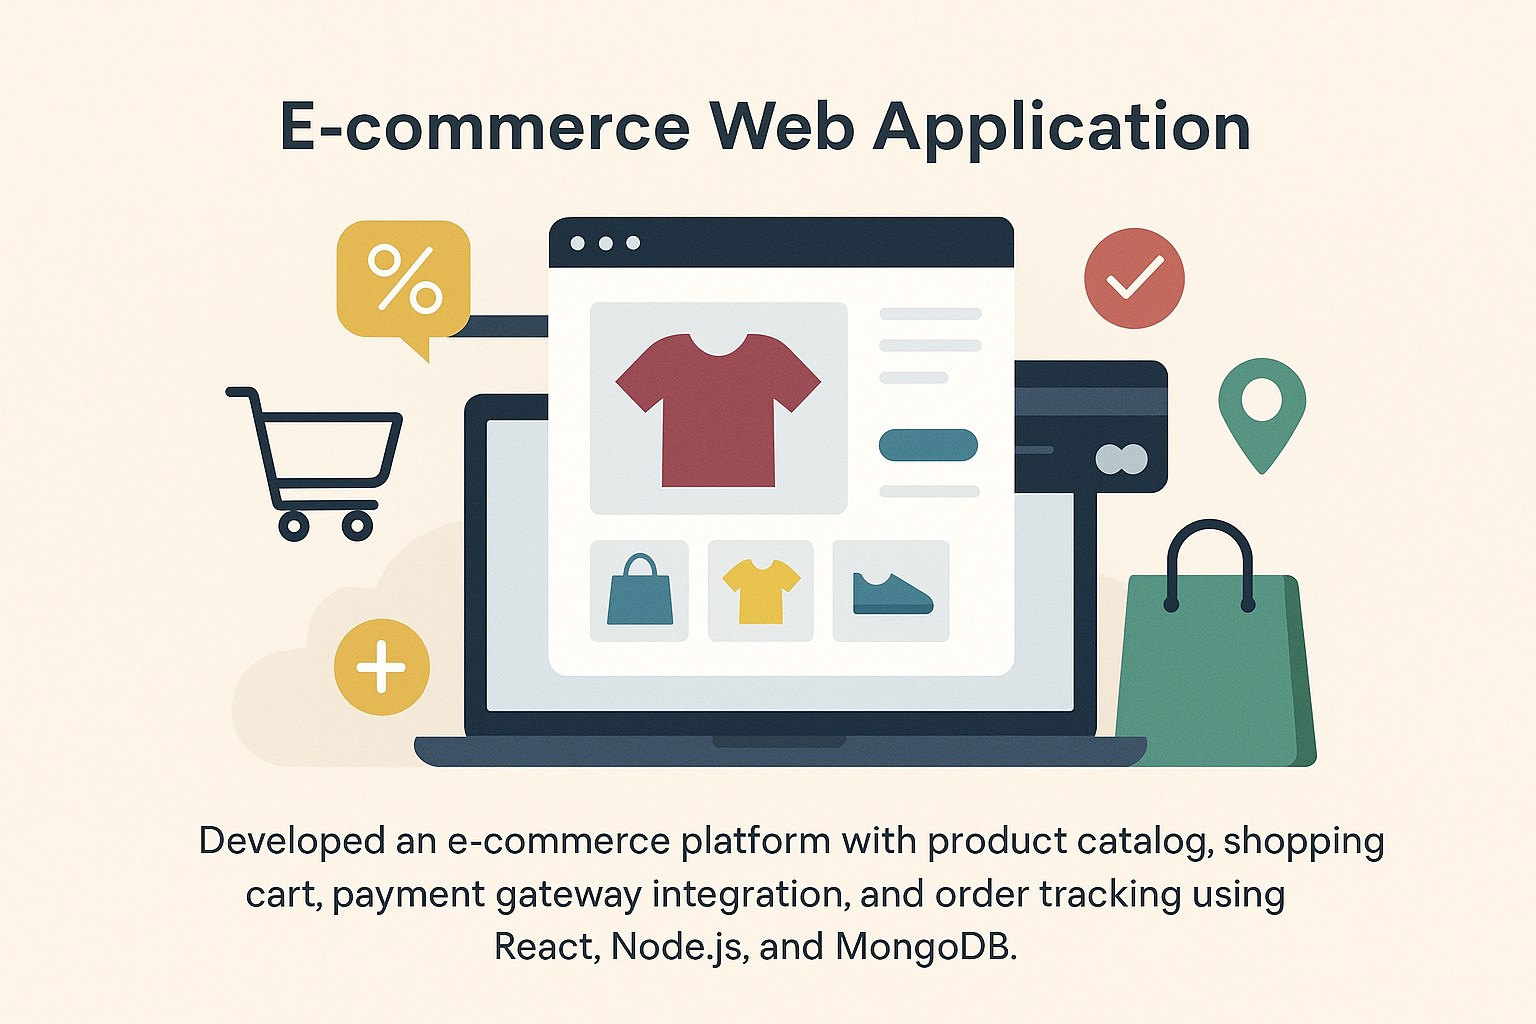 E-commerce Web Application
%
Developed an e-commerce platform with product catalog, shopping
cart, payment gateway integration, and order tracking using
React, Node.js, and MongoDB.